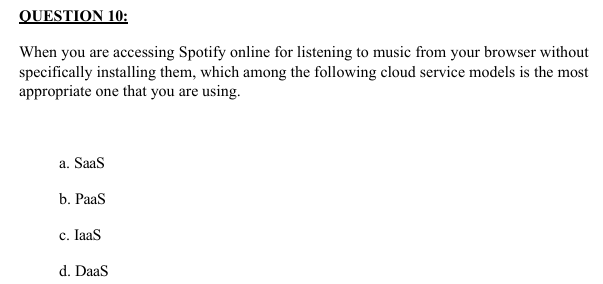 QUESTION 10:
When you are accessing Spotify online for listening to music from your browser without
specifically installing them, which among the following cloud service models is the most
appropriate one that you are using.
a. SaaS
b. PaaS
c. IaaS
d. DaaS